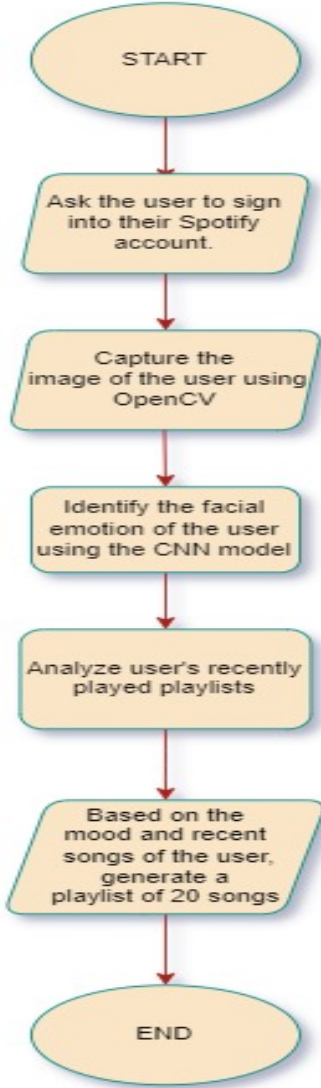 START
Ask the user to sign
into their Spotify
account.
Capture the
image of the user using
OpenCV
Identify the facial
emotion of the user
using the CNN model
Analyze user's recently
played playlists
Based on the
mood and recent
songs of the user,
generate a
playlist of 20 songs
END